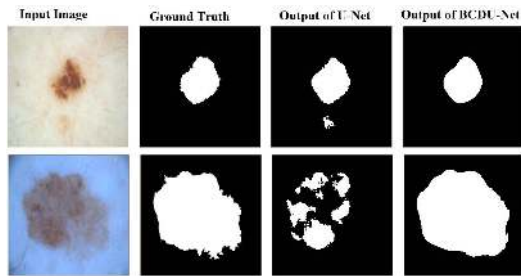 Input Image
Ground Truth
Output of U-Net
Output of BCDU-Net